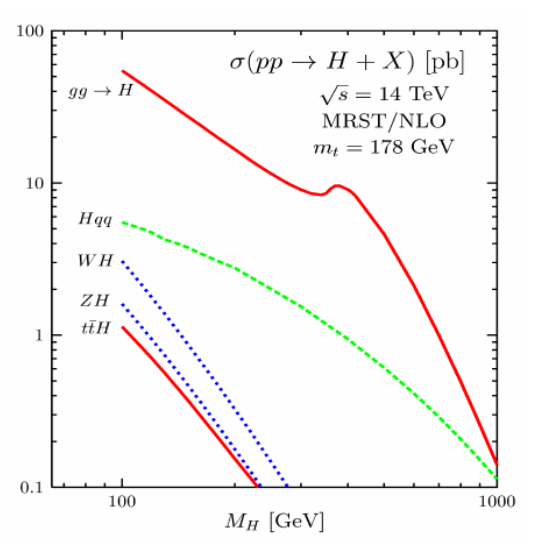 100
σ(pp → H + X) [pb]
gg → H
√s = 14 TeV
MRST/NLO
m_t = 178 GeV
10
Hqq
WH
ZH
1
tt̄H
0.1
100
1000
M_H [GeV]